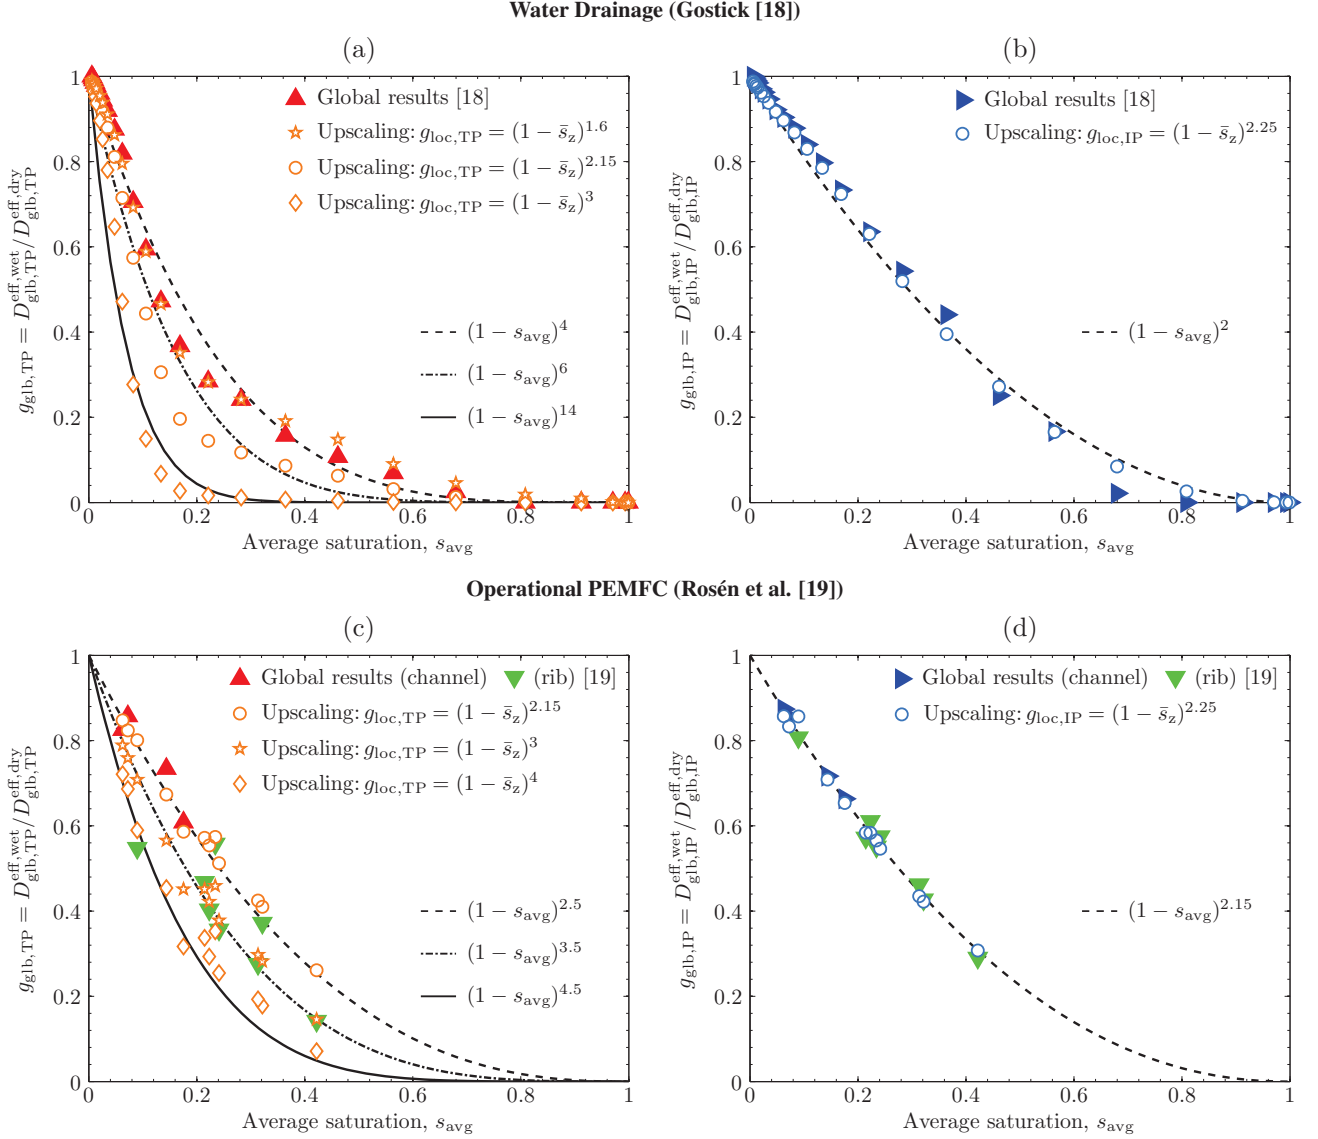 Water Drainage (Gostick [18])
(a)
g_glb,TP = D^eff,wet_glb,TP / D^eff,dry_glb,TP
1
0.8
0.6
0.4
0.2
0
Global results [18]
Upscaling: g_loc,TP = (1 − s̄_z)^1.6
Upscaling: g_loc,TP = (1 − s̄_z)^2.15
Upscaling: g_loc,TP = (1 − s̄_z)^3
(1 − s_avg)^4
(1 − s_avg)^6
(1 − s_avg)^14
0 0.2 0.4 0.6 0.8 1
Average saturation, s_avg
(b)
g_glb,IP = D^eff,wet_glb,IP / D^eff,dry_glb,IP
1
0.8
0.6
0.4
0.2
0
Global results [18]
Upscaling: g_loc,IP = (1 − s̄_z)^2.25
(1 − s_avg)^2
0 0.2 0.4 0.6 0.8 1
Average saturation, s_avg
Operational PEMFC (Rosén et al. [19])
(c)
g_glb,TP = D^eff,wet_glb,TP / D^eff,dry_glb,TP
1
0.8
0.6
0.4
0.2
0
Global results (channel) (rib) [19]
Upscaling: g_loc,TP = (1 − s̄_z)^2.15
Upscaling: g_loc,TP = (1 − s̄_z)^3
Upscaling: g_loc,TP = (1 − s̄_z)^4
(1 − s_avg)^2.5
(1 − s_avg)^3.5
(1 − s_avg)^4.5
0 0.2 0.4 0.6 0.8 1
Average saturation, s_avg
(d)
g_glb,IP = D^eff,wet_glb,IP / D^eff,dry_glb,IP
1
0.8
0.6
0.4
0.2
0
Global results (channel) (rib) [19]
Upscaling: g_loc,IP = (1 − s̄_z)^2.25
(1 − s_avg)^2.15
0 0.2 0.4 0.6 0.8 1
Average saturation, s_avg